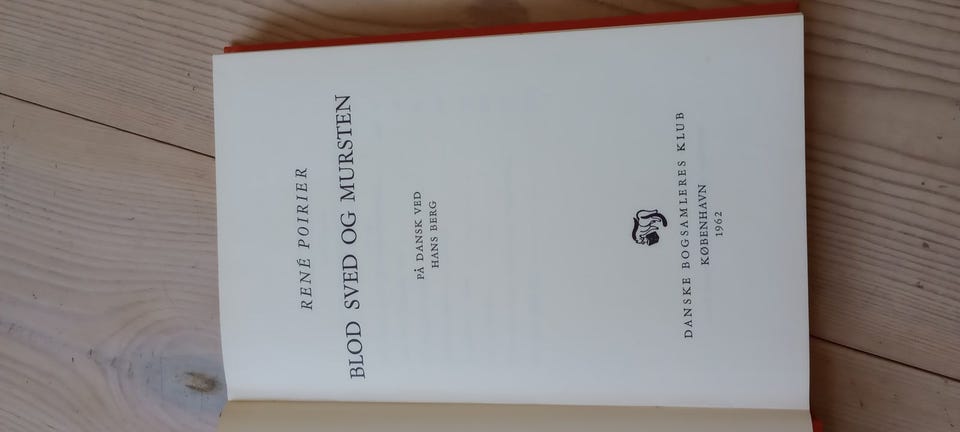 RENÉ POIRIER
BLOD SVED OG MURSTEN
PÅ DANSK VED
HANS BERG
DANSKE BOGSAMLERES KLUB
KØBENHAVN
1962